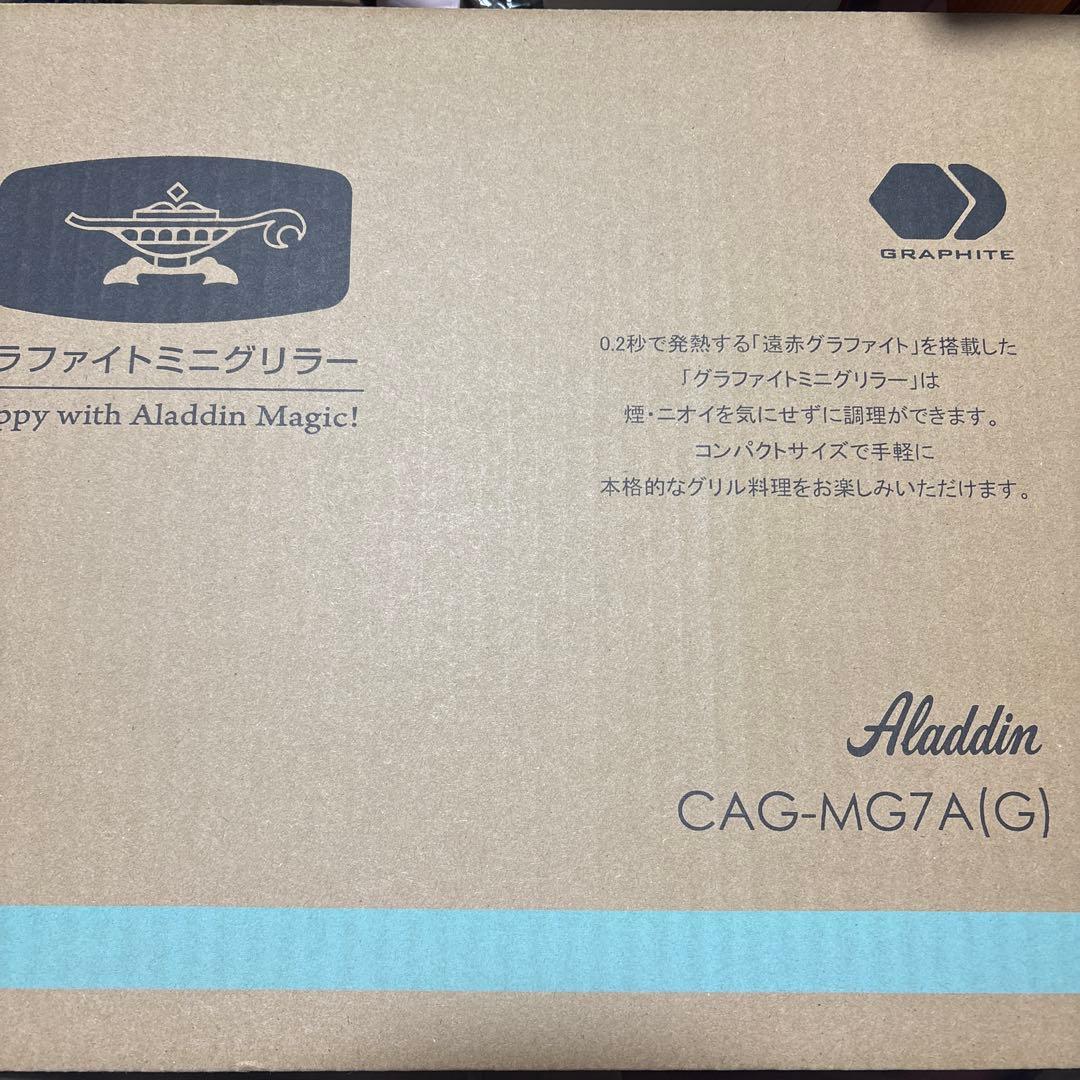 ラファイトミニグリラー
ppy with Aladdin Magic!
GRAPHITE
0.2秒で発熱する「遠赤グラファイト」を搭載した
「グラファイトミニグリラー」は
煙・ニオイを気にせずに調理ができます。
コンパクトサイズで手軽に
本格的なグリル料理をお楽しみいただけます。
Aladdin
CAG-MG7A(G)